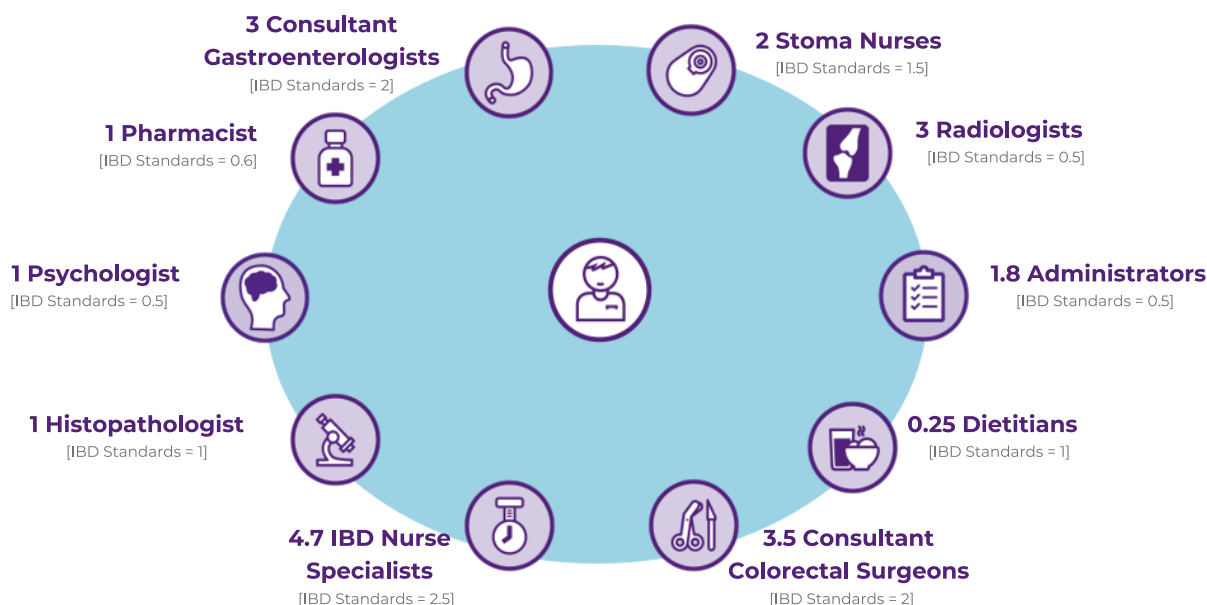 3 Consultant
Gastroenterologists
[IBD Standards = 2]
2 Stoma Nurses
[IBD Standards = 1.5]
1 Pharmacist
[IBD Standards = 0.6]
3 Radiologists
[IBD Standards = 0.5]
1 Psychologist
[IBD Standards = 0.5]
1.8 Administrators
[IBD Standards = 0.5]
1 Histopathologist
[IBD Standards = 1]
0.25 Dietitians
[IBD Standards = 1]
4.7 IBD Nurse
Specialists
[IBD Standards = 2.5]
3.5 Consultant
Colorectal Surgeons
[IBD Standards = 2]